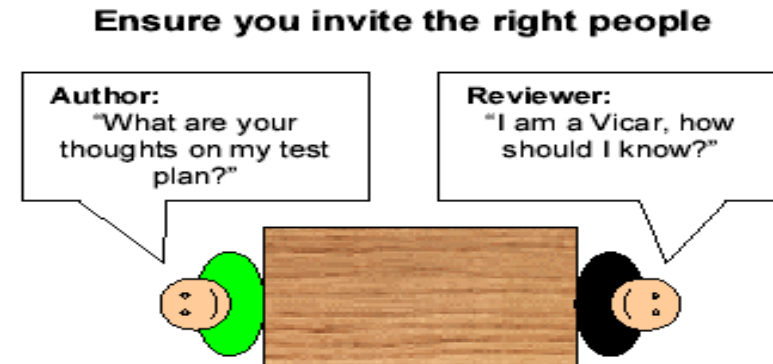 Ensure you invite the right people
Author:
"What are your
thoughts on my test
plan?"
Reviewer:
"I am a Vicar, how
should I know?"